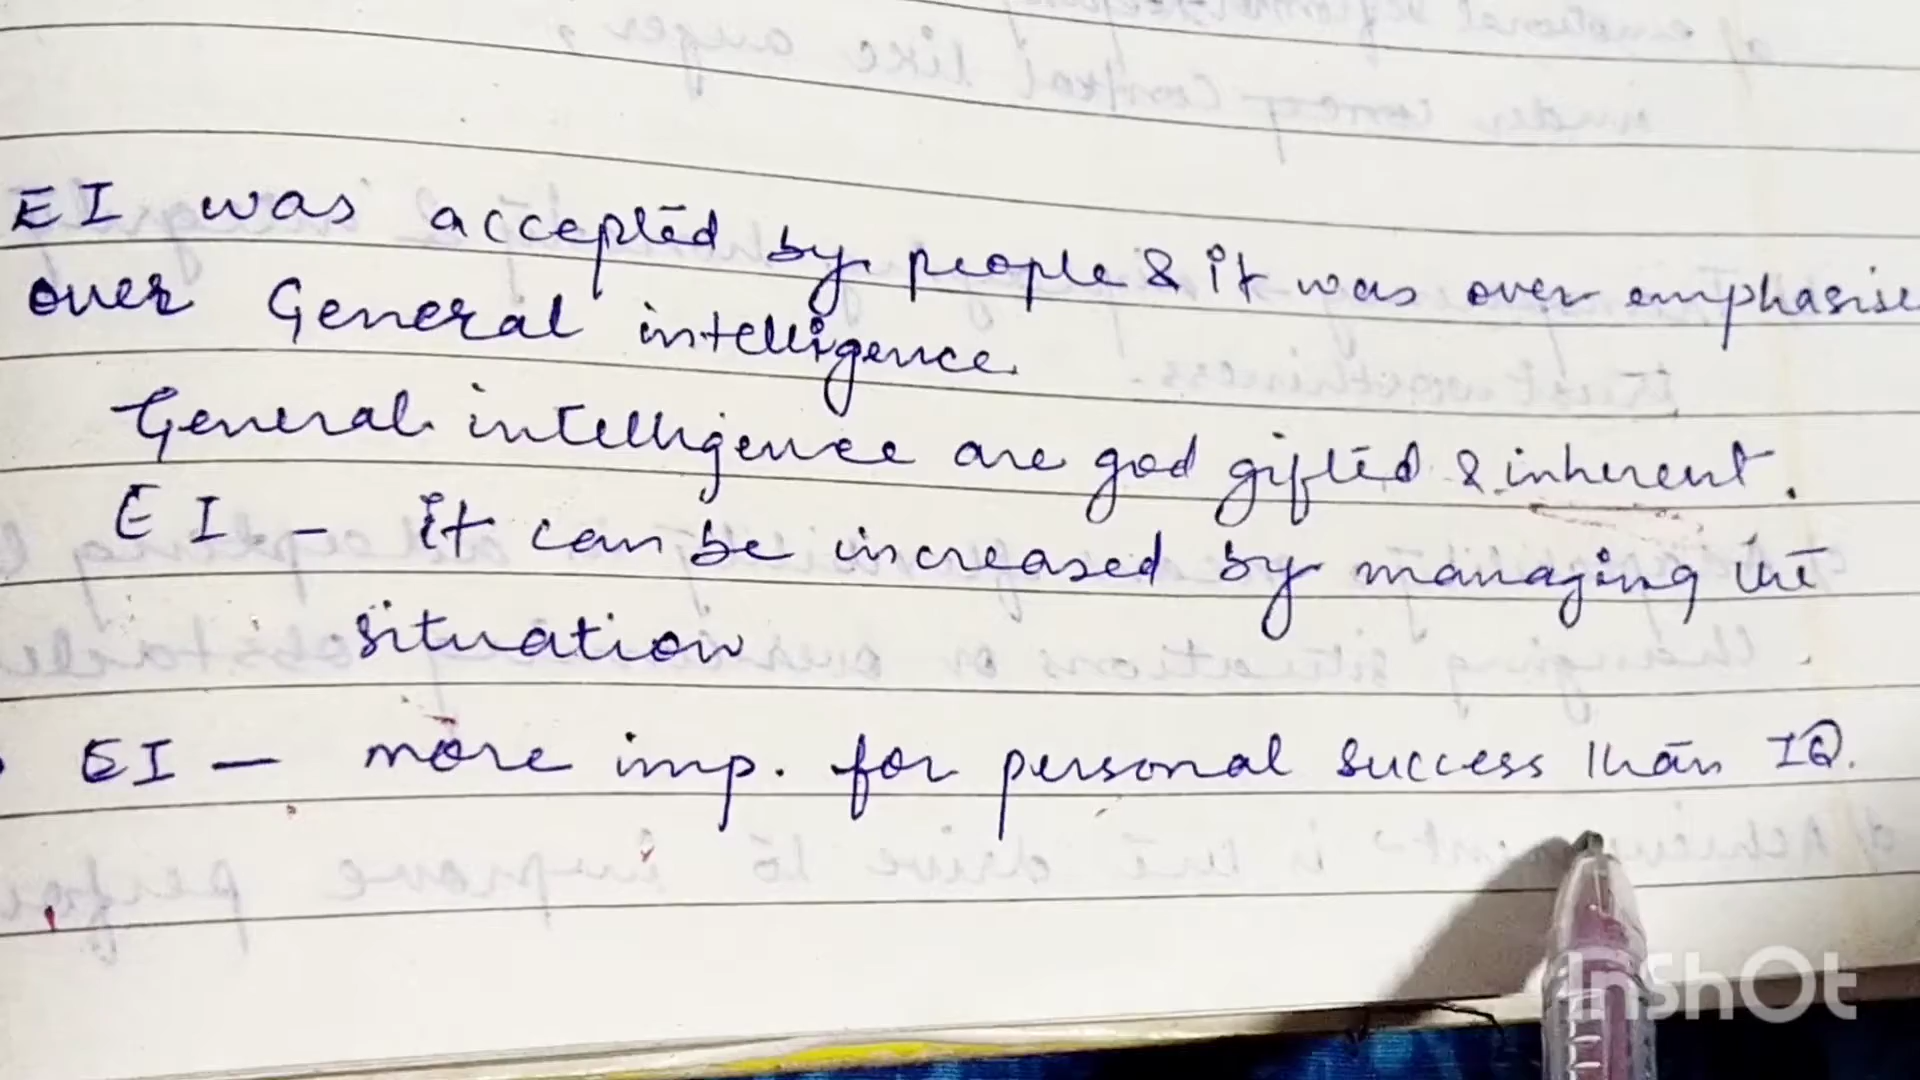 EI was accepted by people & it was over emphasise
over General intelligence.
General intelligence are god gifted & inherent.
EI - it can be increased by managing the
situation
EI - more imp. for personal success than IQ.
InShOt